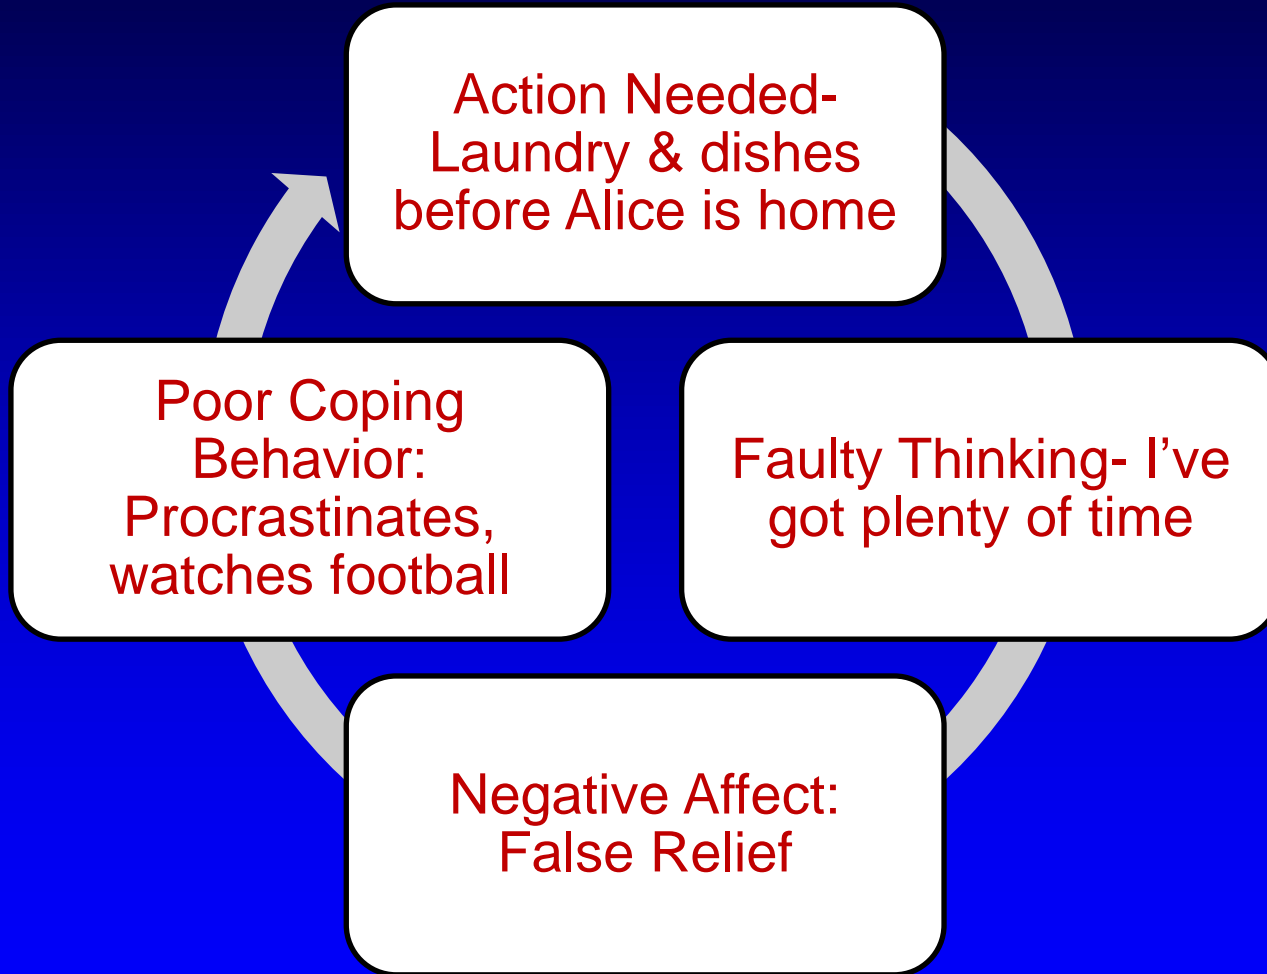 Action Needed-
Laundry & dishes
before Alice is home
Faulty Thinking- I’ve
got plenty of time
Negative Affect:
False Relief
Poor Coping
Behavior:
Procrastinates,
watches football